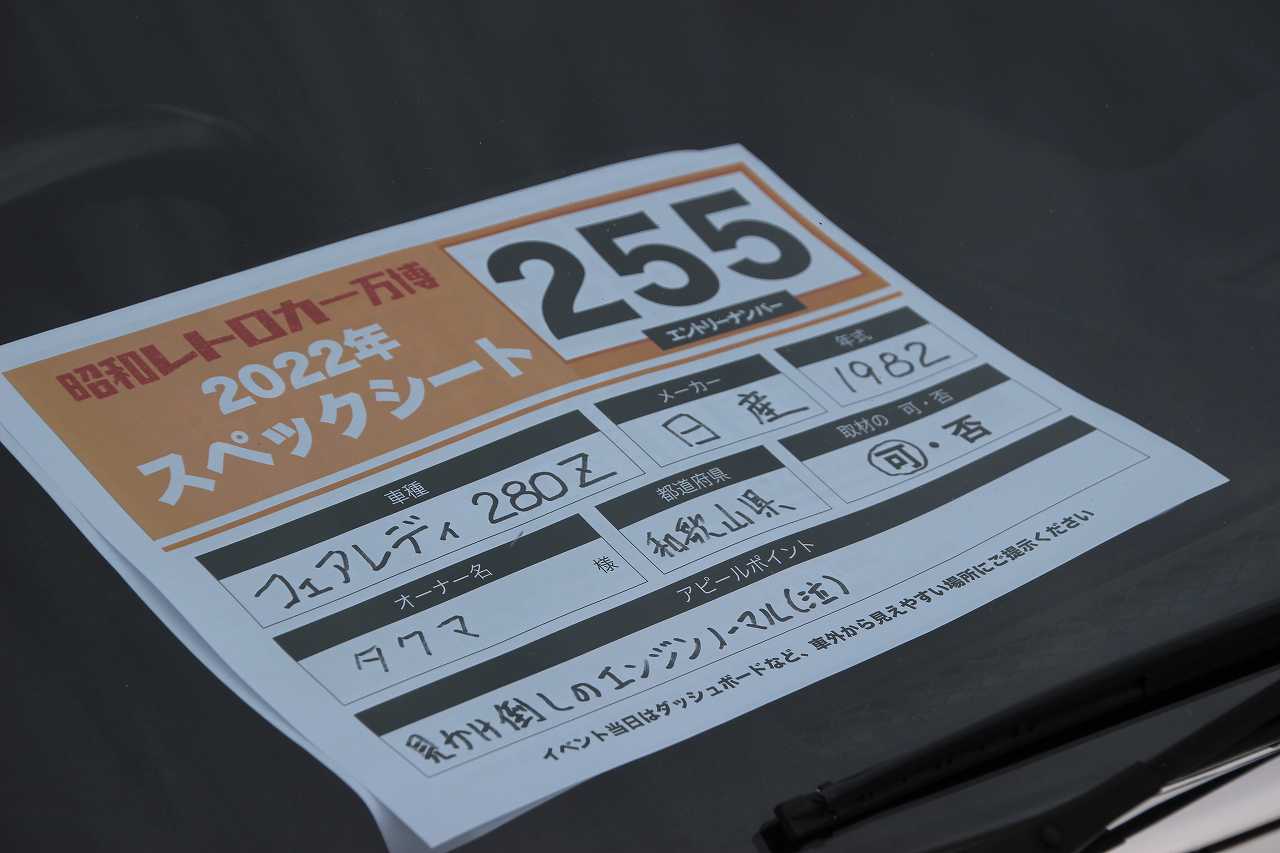 昭和レトロカー万博
2022年
スペックシート
255
エントリーナンバー
車種
フェアレディ 280Z
メーカー
日産
年式
1982
オーナー名
タクマ 様
都道府県
和歌山県
取材の 可・否
可・否
アピールポイント
見かけ倒しのエンジンノーマル(泣)
イベント当日はダッシュボードなど、車外から見えやすい場所にご提示ください